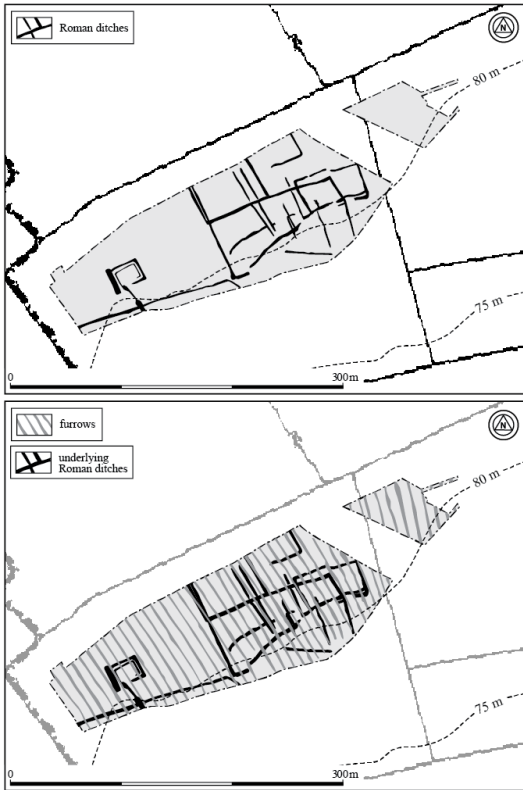 Roman ditches
N
80 m
75 m
0
300m
furrows
underlying
Roman ditches
N
80 m
75 m
0
300m